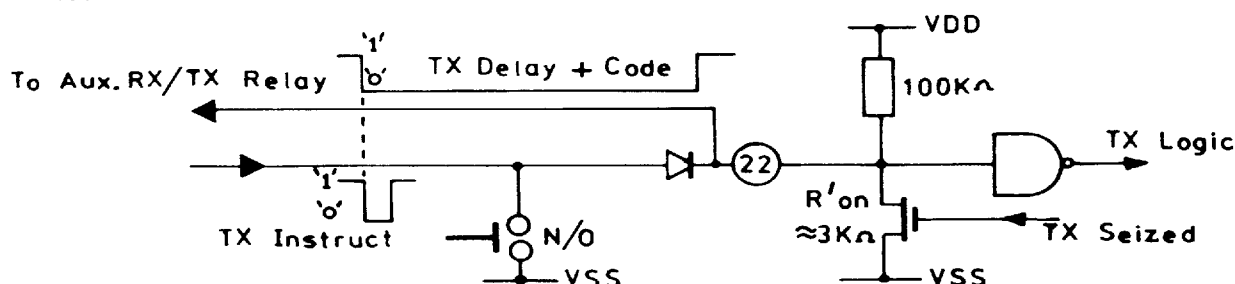 VDD
'1'
'0'
TX Delay + Code
To Aux. RX/TX Relay
100KΩ
TX Logic
22
'1'
'0'
TX Instruct
N/O
VSS
R'on
≈3KΩ
TX Seized
VSS